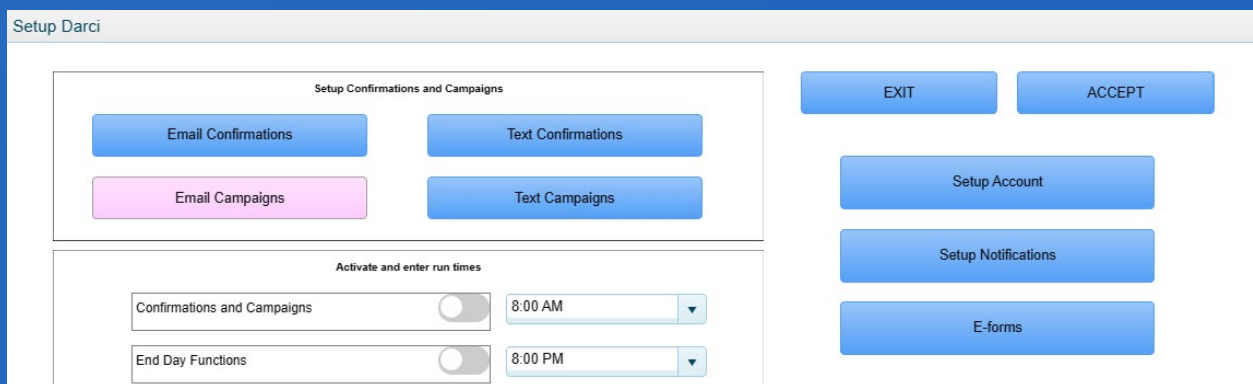 Setup Darci
Setup Confirmations and Campaigns
Email Confirmations
Text Confirmations
Email Campaigns
Text Campaigns
EXIT
ACCEPT
Setup Account
Setup Notifications
E-forms
Activate and enter run times
Confirmations and Campaigns
8:00 AM
End Day Functions
8:00 PM